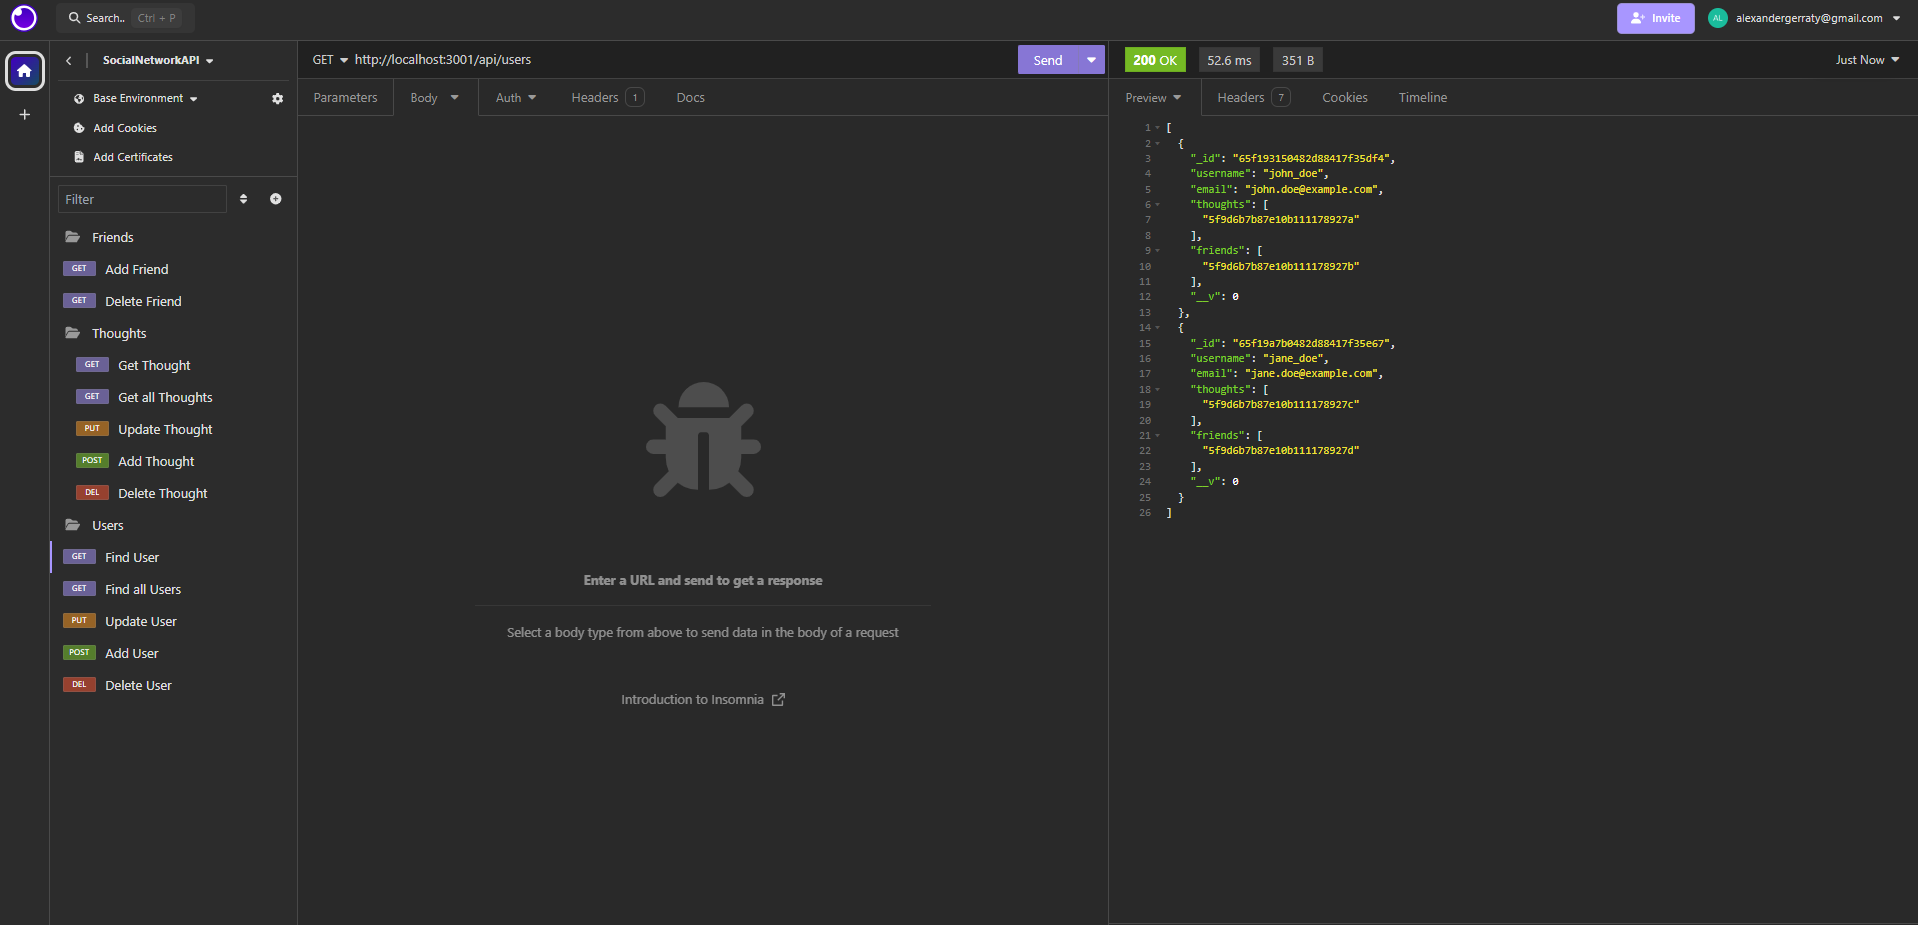 Search.. Ctrl + P
Invite
AL alexandergerraty@gmail.com
SocialNetworkAPI
Base Environment
Add Cookies
Add Certificates
Filter
Friends
GET Add Friend
GET Delete Friend
Thoughts
GET Get Thought
GET Get all Thoughts
PUT Update Thought
POST Add Thought
DEL Delete Thought
Users
GET Find User
GET Find all Users
PUT Update User
POST Add User
DEL Delete User
GET http://localhost:3001/api/users
Send
Parameters Body Auth Headers 1 Docs
Enter a URL and send to get a response
Select a body type from above to send data in the body of a request
Introduction to Insomnia
200 OK 52.6 ms 351 B Just Now
Preview Headers 7 Cookies Timeline
1 [
2 {
3 "_id": "65f193150482d88417f35df4",
4 "username": "john_doe",
5 "email": "john.doe@example.com",
6 "thoughts": [
7 "5f9d6b7b87e10b111178927a"
8 ],
9 "friends": [
10 "5f9d6b7b87e10b111178927b"
11 ],
12 "__v": 0
13 },
14 {
15 "_id": "65f19a7b0482d88417f35e67",
16 "username": "jane_doe",
17 "email": "jane.doe@example.com",
18 "thoughts": [
19 "5f9d6b7b87e10b111178927c"
20 ],
21 "friends": [
22 "5f9d6b7b87e10b111178927d"
23 ],
24 "__v": 0
25 }
26 ]